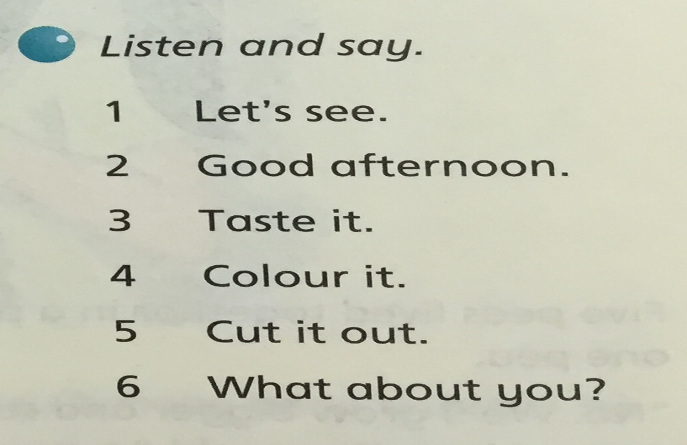 Listen and say.
1 Let's see.
2 Good afternoon.
3 Taste it.
4 Colour it.
5 Cut it out.
6 What about you?